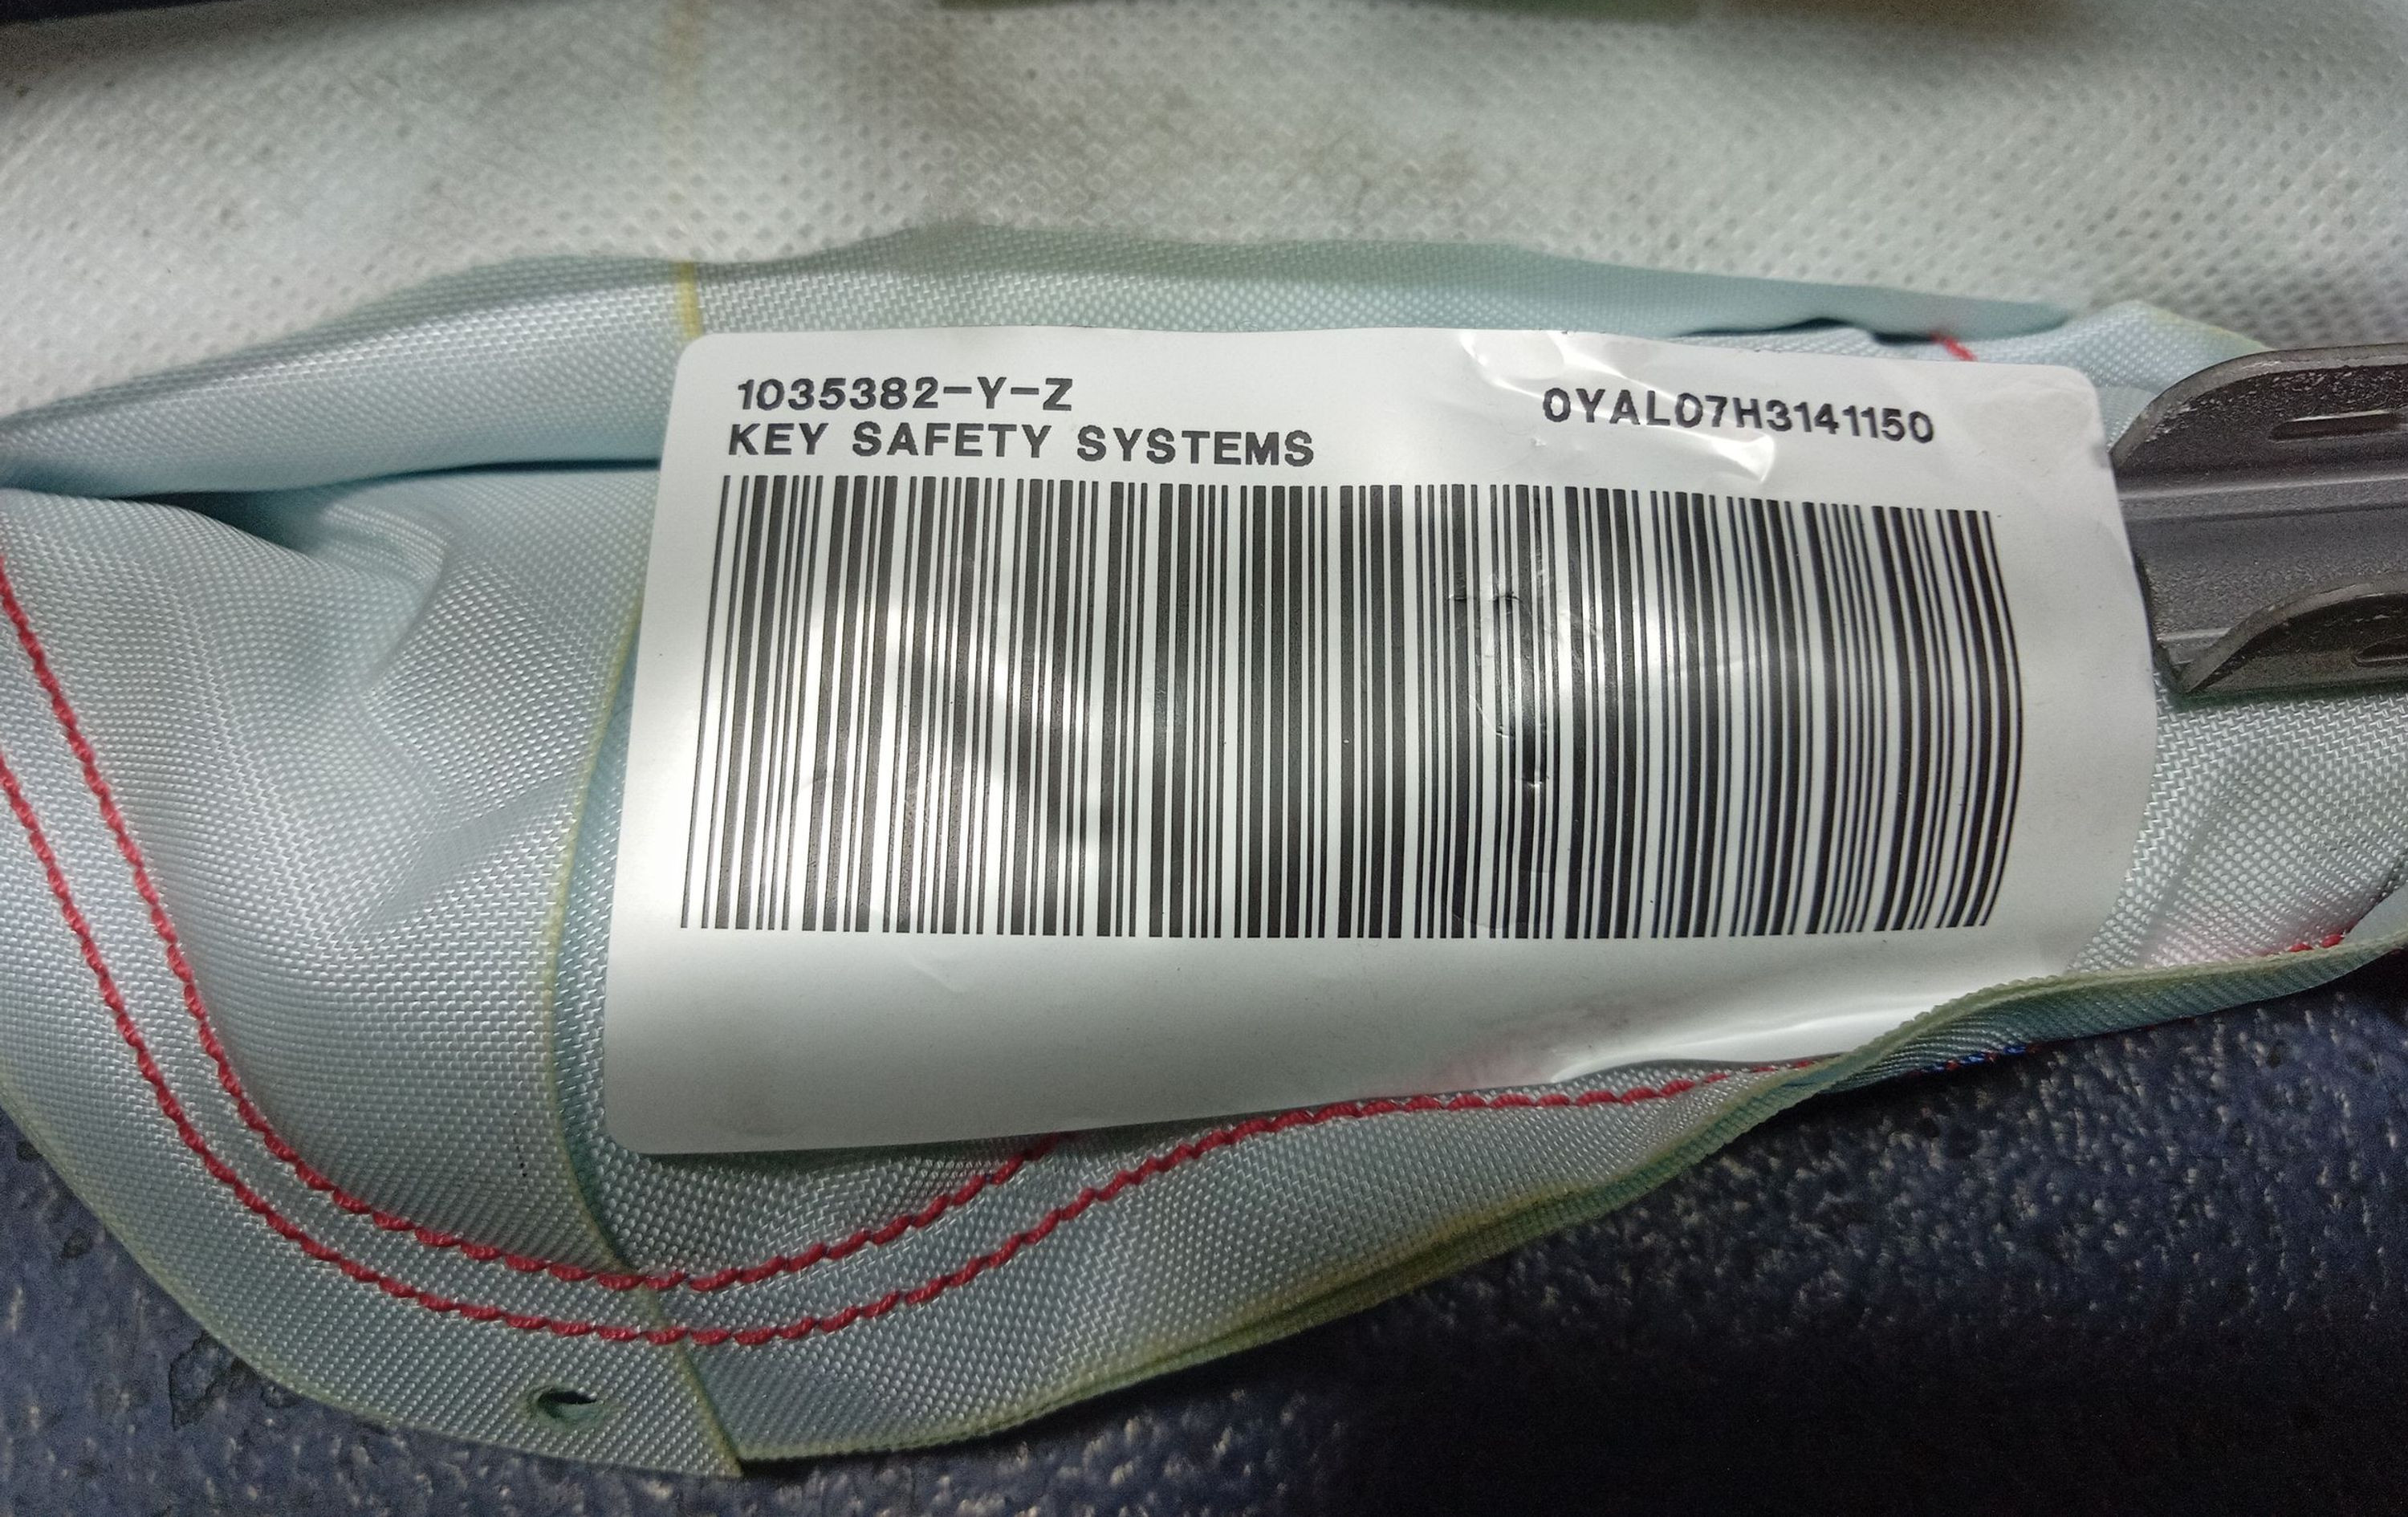 1035382-Y-Z
KEY SAFETY SYSTEMS
0YAL07H3141150